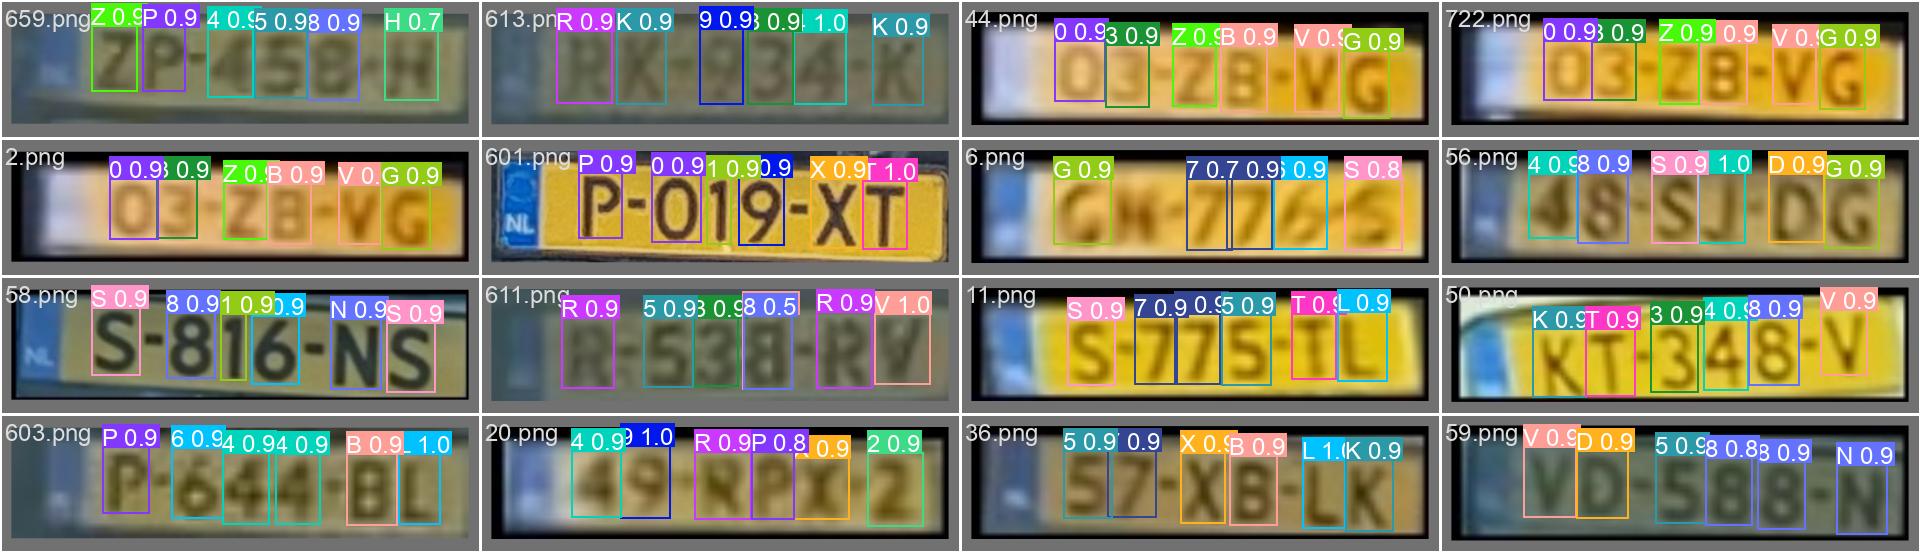 659.png Z 0.9 P 0.9 4 0.9 5 0.9 8 0.9 H 0.7
NL ZP-458-H
613.png R 0.9 K 0.9 9 0.9 3 0.9 4 1.0 K 0.9
RX-934-K
44.png 0 0.9 3 0.9 Z 0.9 B 0.9 V 0.9 G 0.9
03-ZB-VG
722.png 0 0.9 3 0.9 Z 0.9 0.9 V 0.9 G 0.9
03-ZB-VG
2.png 0 0.9 3 0.9 Z 0.9 B 0.9 V 0. G 0.9
03-ZB-VG
601.png P 0.9 0 0.9 1 0.9 0.9 X 0.9 T 1.0
NL P-019-XT
6.png G 0.9 7 0. 7 0.9 6 0.9 S 0.8
776-S
56.png 4 0.9 8 0.9 S 0.9 1.0 D 0.9 G 0.9
48-SJ-DG
58.png S 0.9 8 0.9 1 0.9 0.9 N 0.9 S 0.9
NL S-816-NS
611.png R 0.9 5 0.9 3 0.9 8 0.5 R 0.9 V 1.0
R-538-RV
11.png S 0.9 7 0.9 0.9 5 0.9 T 0.9 L 0.9
S-775-TL
50.png K 0.9 T 0.9 3 0.9 4 0.9 8 0.9 V 0.9
KT-348-V
603.png P 0.9 6 0.9 4 0.9 4 0.9 B 0.9 L 1.0
P-644-BL
20.png 4 0.9 9 1.0 R 0.9 P 0.8 X 0.9 2 0.9
49-
36.png 5 0.9 7 0.9 X 0.9 B 0.9 L 1.0 K 0.9
57-XB-LK
59.png V 0.9 D 0.9 5 0.9 8 0.8 8 0.9 N 0.9
VD-588-N